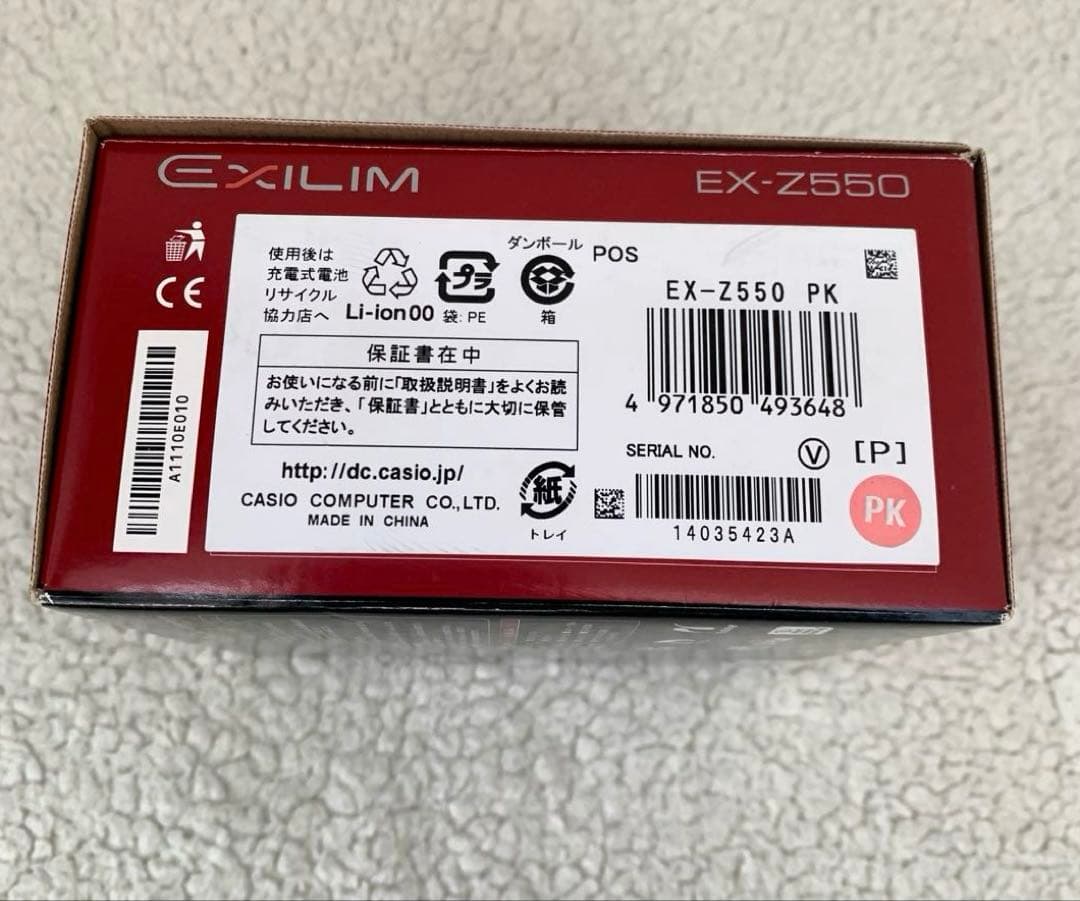 EXILIM
EX-Z550
使用後は
充電式電池
リサイクル
協力店へ
Li-ion00
プラ
袋: PE
ダンボール
箱
POS
EX-Z550 PK
4 971850 493648
保証書在中
お使いになる前に「取扱説明書」をよくお読
みいただき、「保証書」とともに大切に保管
してください。
A1110E010
http://dc.casio.jp/
CASIO COMPUTER CO.,LTD.
MADE IN CHINA
紙
トレイ
SERIAL NO.
V
[P]
14035423A
PK